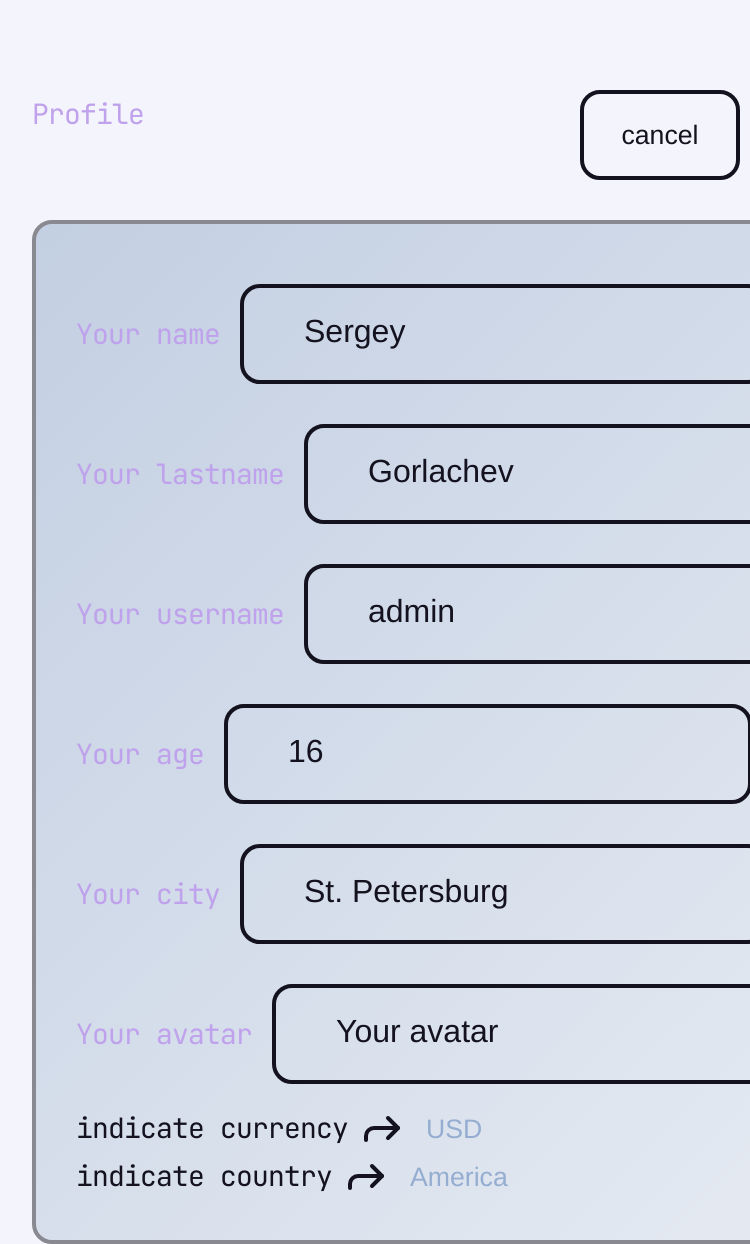 Profile
cancel
Your name Sergey
Your lastname Gorlachev
Your username admin
Your age 16
Your city St. Petersburg
Your avatar Your avatar
indicate currency USD
indicate country America